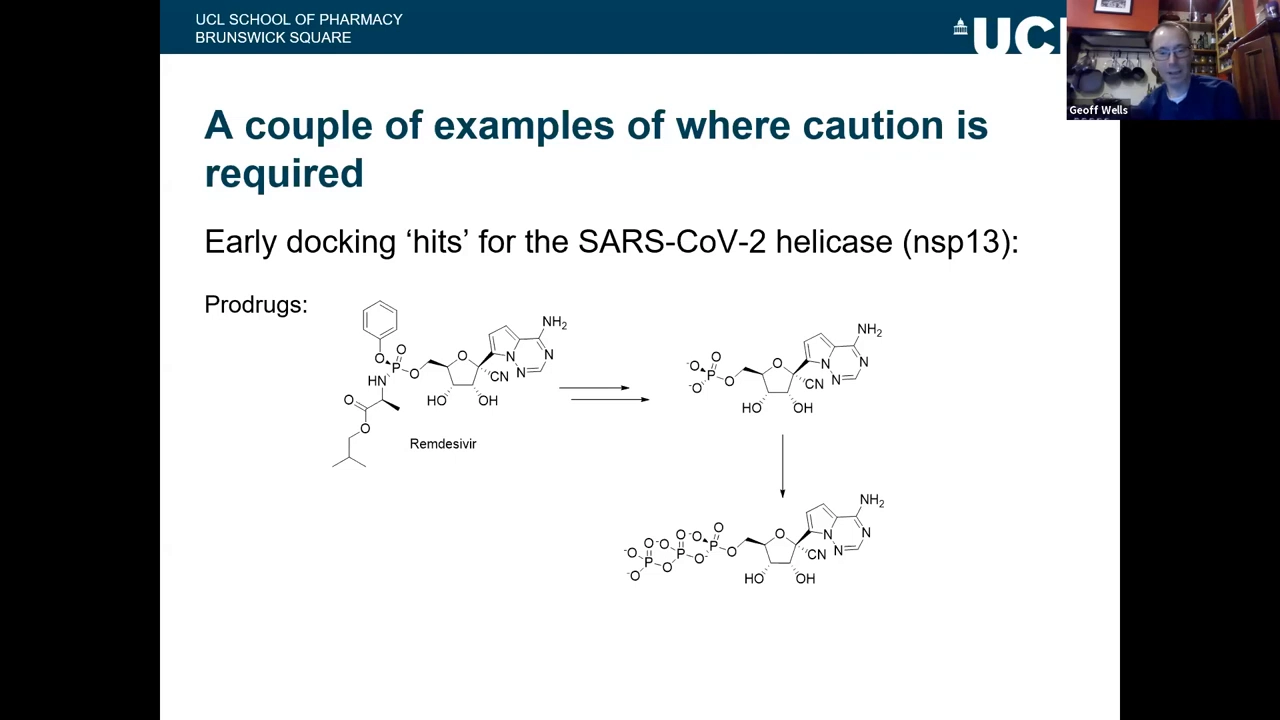 UCL SCHOOL OF PHARMACY
BRUNSWICK SQUARE
UCL
Geoff Wells
A couple of examples of where caution is
required
Early docking ‘hits’ for the SARS-CoV-2 helicase (nsp13):
Prodrugs:
O
O
P
O
HN
O
O
O
CN
HO
OH
N
N
N
NH2
Remdesivir
-O
O
P
-O
O
O
CN
HO
OH
N
N
N
NH2
-O
O
P
-O
O
-O
O
P
O
-O
O
P
O
O
CN
HO
OH
N
N
N
NH2